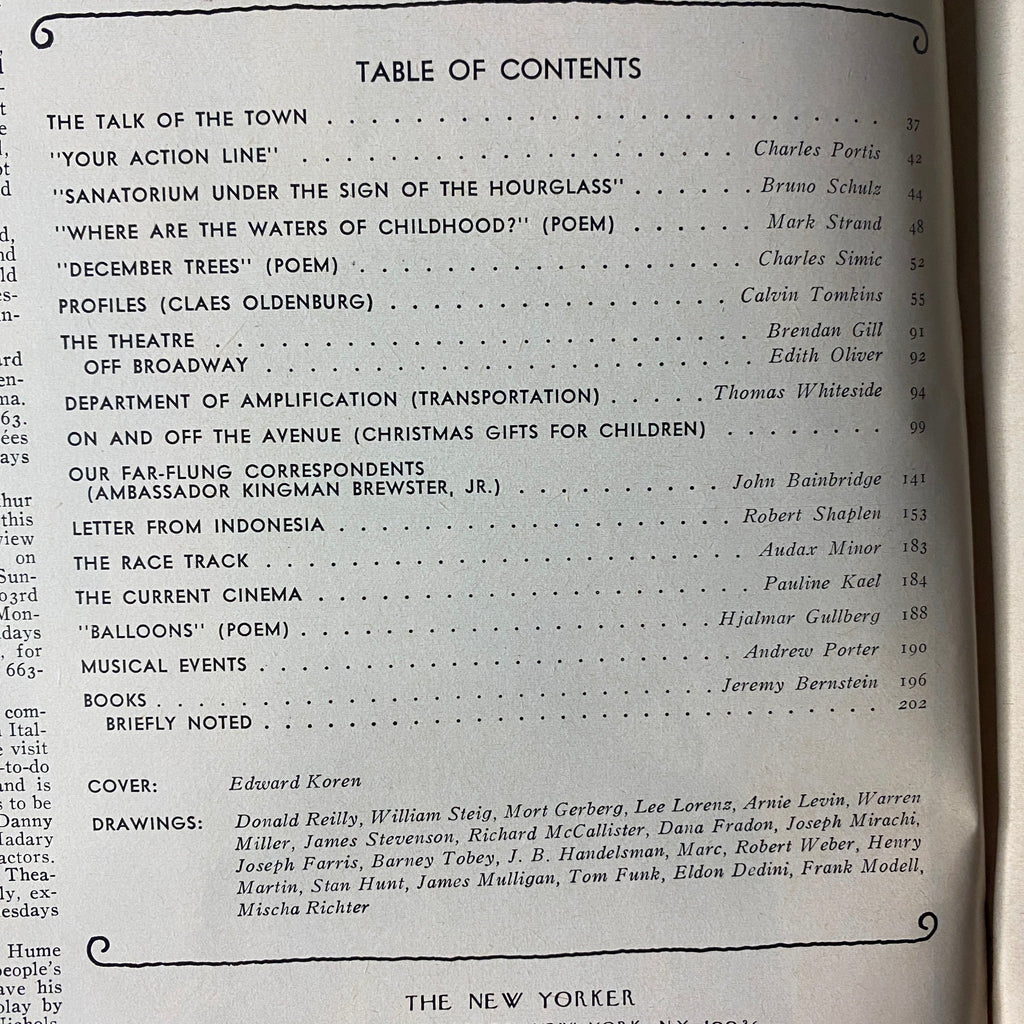 TABLE OF CONTENTS
THE TALK OF THE TOWN . . . . . . . . . . . . . . . . . . . . . . . . 37
"YOUR ACTION LINE" . . . . . . . . . . . . . . . . . . Charles Portis 42
"SANATORIUM UNDER THE SIGN OF THE HOURGLASS" . . . . . . Bruno Schulz 44
"WHERE ARE THE WATERS OF CHILDHOOD?" (POEM) . . . . . . Mark Strand 48
"DECEMBER TREES" (POEM) . . . . . . . . . . . . . . . . Charles Simic 52
PROFILES (CLAES OLDENBURG) . . . . . . . . . . . . . . Calvin Tomkins 55
THE THEATRE . . . . . . . . . . . . . . . . . . . . . . Brendan Gill 91
OFF BROADWAY . . . . . . . . . . . . . . . . . . . . Edith Oliver 92
DEPARTMENT OF AMPLIFICATION (TRANSPORTATION) . . . . . Thomas Whiteside 94
ON AND OFF THE AVENUE (CHRISTMAS GIFTS FOR CHILDREN) . . . . . . . . 99
OUR FAR-FLUNG CORRESPONDENTS
(AMBASSADOR KINGMAN BREWSTER, JR.) . . . . . . . . . . John Bainbridge 141
LETTER FROM INDONESIA . . . . . . . . . . . . . . . . . Robert Shaplen 153
THE RACE TRACK . . . . . . . . . . . . . . . . . . . . Audax Minor 183
THE CURRENT CINEMA . . . . . . . . . . . . . . . . . . Pauline Kael 184
"BALLOONS" (POEM) . . . . . . . . . . . . . . . . . Hjalmar Gullberg 188
MUSICAL EVENTS . . . . . . . . . . . . . . . . . . . . Andrew Porter 190
BOOKS . . . . . . . . . . . . . . . . . . . . . . . Jeremy Bernstein 196
BRIEFLY NOTED . . . . . . . . . . . . . . . . . . . . . . . . . . 202
COVER: Edward Koren
DRAWINGS: Donald Reilly, William Steig, Mort Gerberg, Lee Lorenz, Arnie Levin, Warren
Miller, James Stevenson, Richard McCallister, Dana Fradon, Joseph Mirachi,
Joseph Farris, Barney Tobey, J. B. Handelsman, Marc, Robert Weber, Henry
Martin, Stan Hunt, James Mulligan, Tom Funk, Eldon Dedini, Frank Modell,
Mischa Richter
THE NEW YORKER